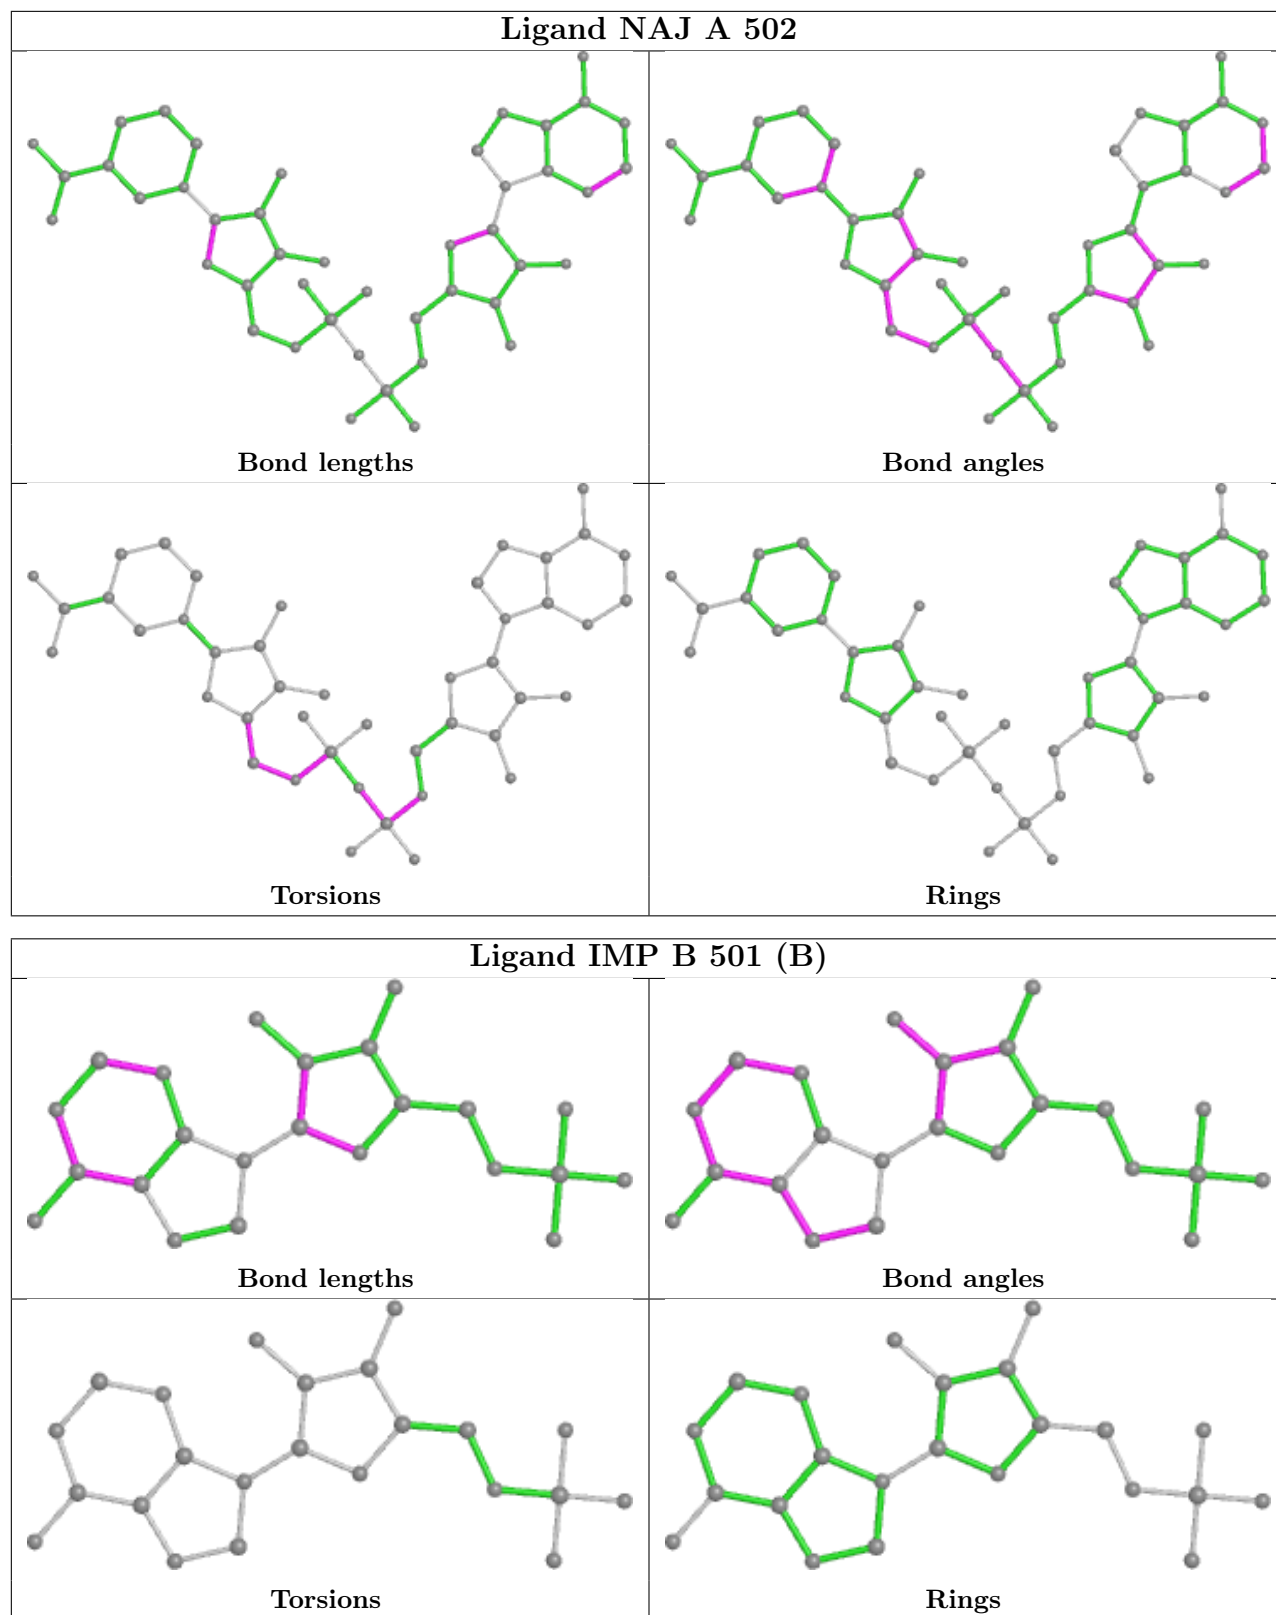 Ligand NAJ A 502
Bond lengths
Bond angles
Torsions
Rings
Ligand IMP B 501 (B)
Bond lengths
Bond angles
Torsions
Rings